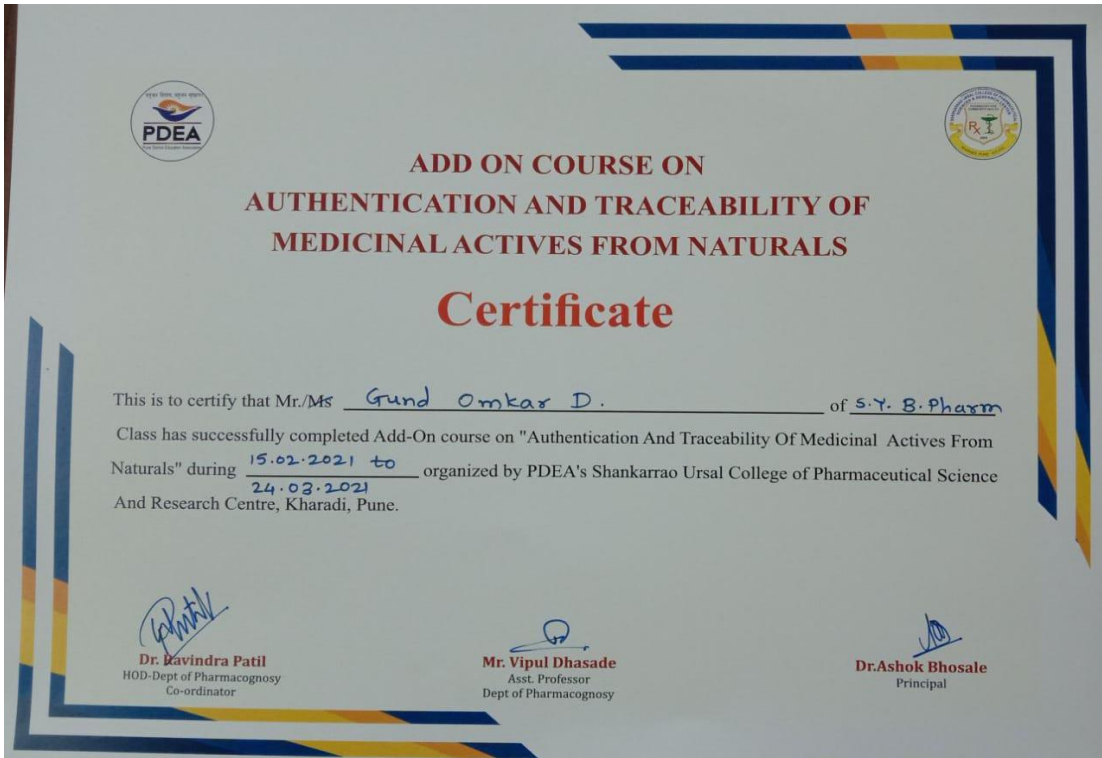 PDEA
ADD ON COURSE ON
AUTHENTICATION AND TRACEABILITY OF
MEDICINAL ACTIVES FROM NATURALS
Certificate
This is to certify that Mr./Ms Gund Omkar D. of S.Y. B.Pharm
Class has successfully completed Add-On course on "Authentication And Traceability Of Medicinal Actives From
Naturals" during 15.02.2021 to 24.03.2021 organized by PDEA's Shankarrao Ursal College of Pharmaceutical Science
And Research Centre, Kharadi, Pune.
Dr. Ravindra Patil
HOD-Dept of Pharmacognosy
Co-ordinator
Mr. Vipul Dhasade
Asst. Professor
Dept of Pharmacognosy
Dr.Ashok Bhosale
Principal